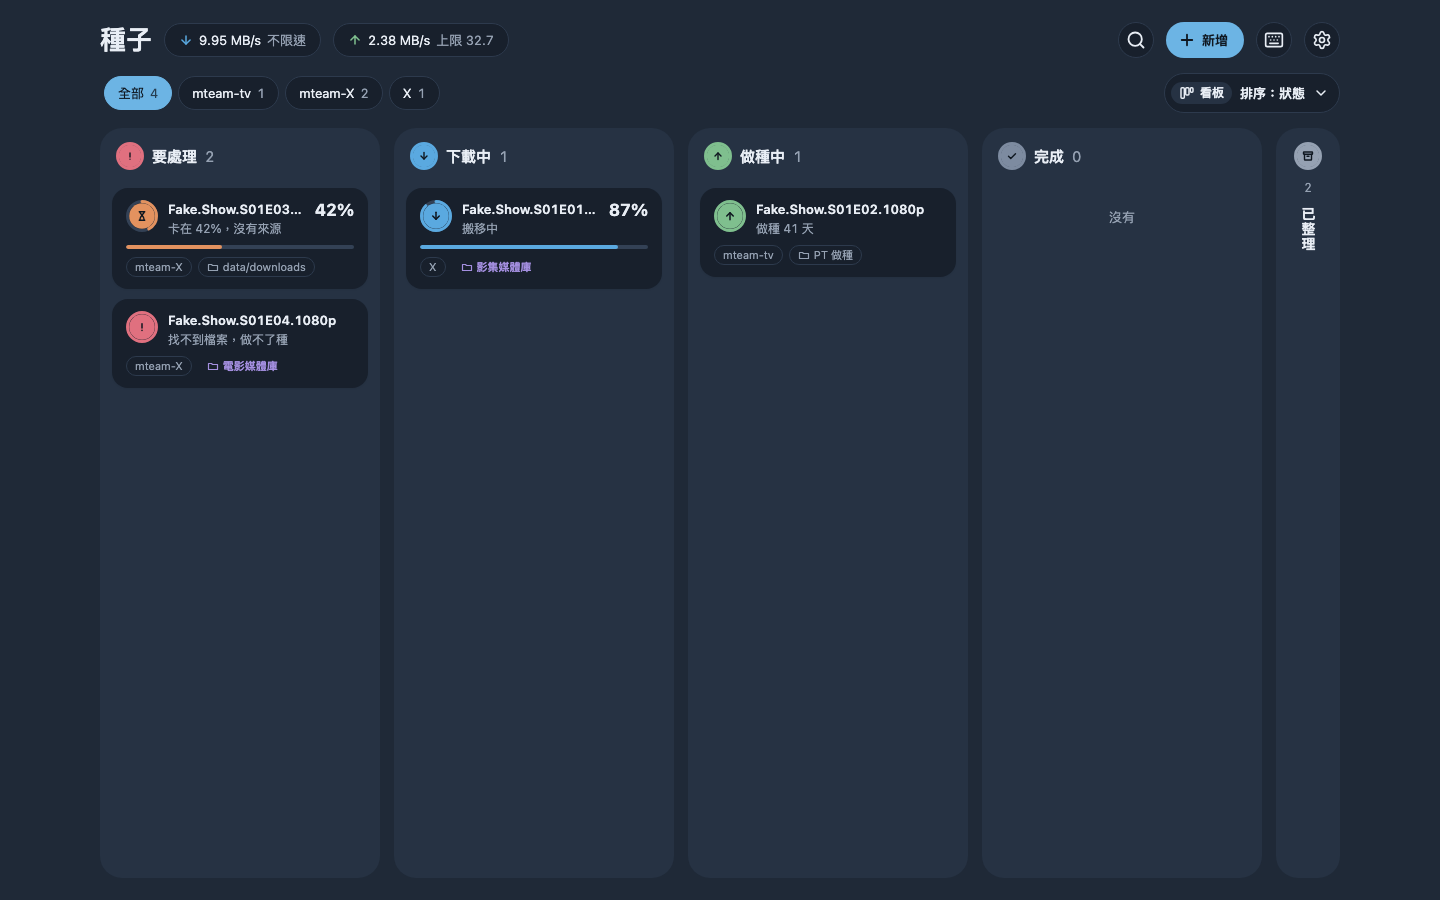 種子 9.95 MB/s 不限速 2.38 MB/s 上限 32.7 新增
全部 4 mteam-tv 1 mteam-X 2 X 1 看板 排序：狀態
! 要處理 2
Fake.Show.S01E03... 42%
卡在 42%，沒有來源
mteam-X data/downloads
! Fake.Show.S01E04.1080p
找不到檔案，做不了種
mteam-X 電影媒體庫
下載中 1
Fake.Show.S01E01... 87%
搬移中
X 影集媒體庫
做種中 1
Fake.Show.S01E02.1080p
做種 41 天
mteam-tv PT 做種
完成 0
沒有
2
已整理